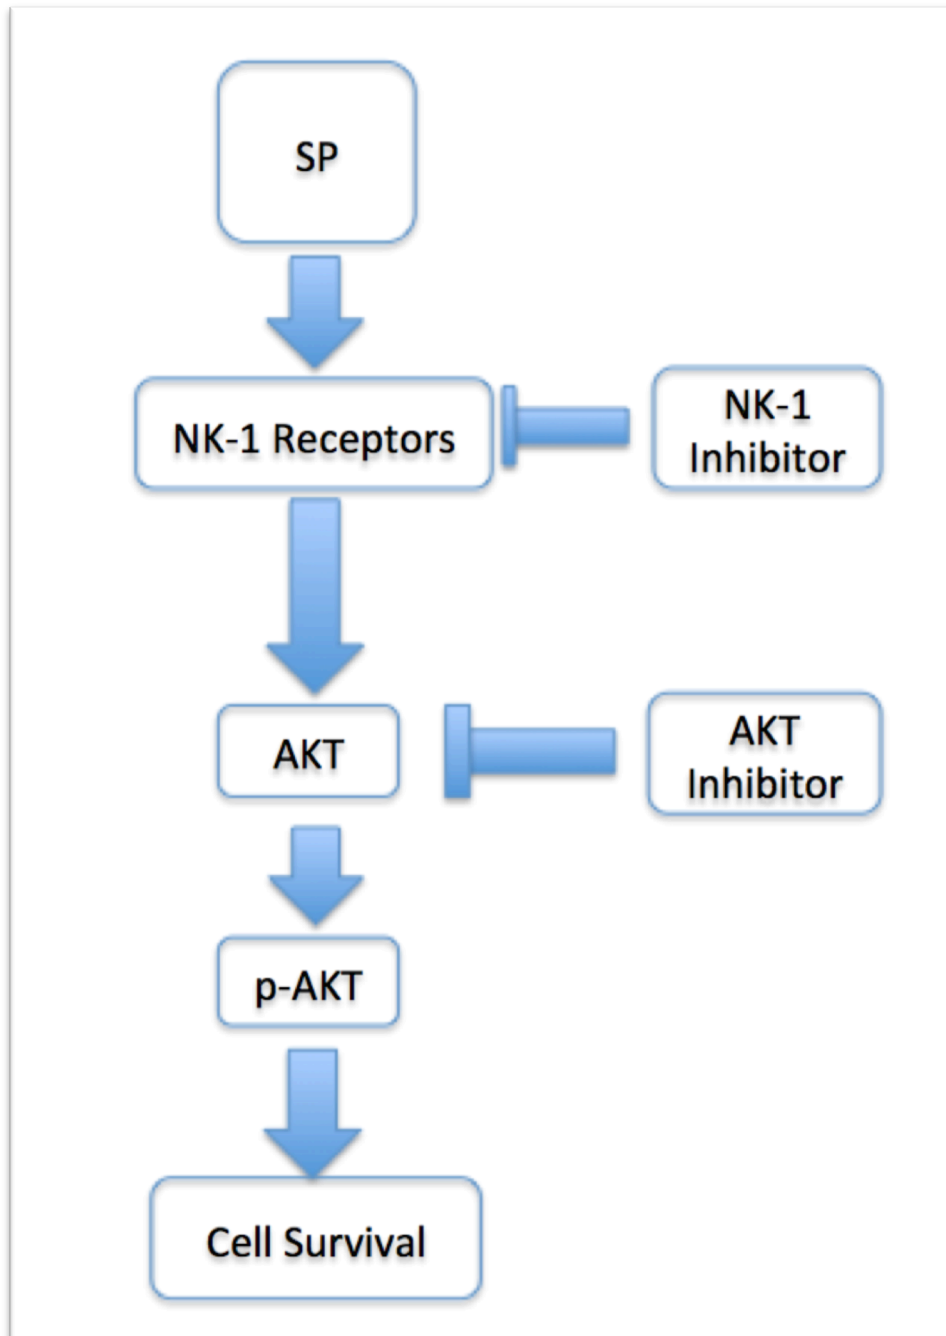 SP
NK-1 Receptors
NK-1
Inhibitor
AKT
AKT
Inhibitor
p-AKT
Cell Survival